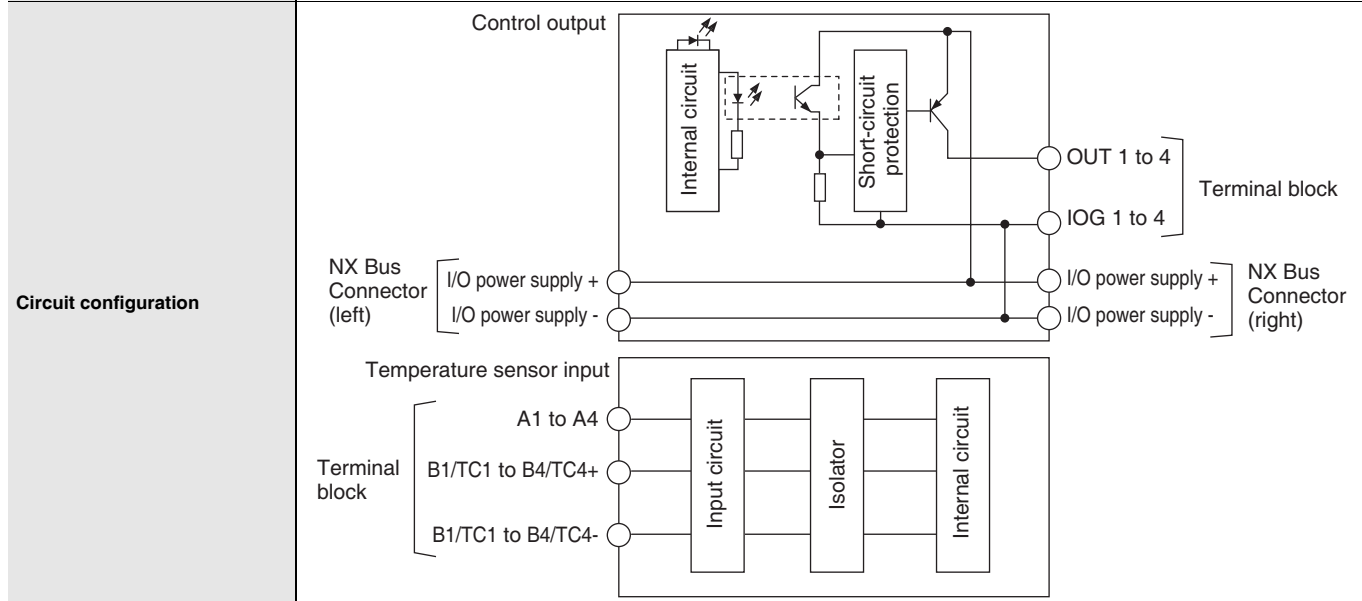 Circuit configuration
Control output
Internal circuit
Short-circuit
protection
OUT 1 to 4
IOG 1 to 4
Terminal block
NX Bus
Connector
(left)
I/O power supply +
I/O power supply -
I/O power supply +
I/O power supply -
NX Bus
Connector
(right)
Temperature sensor input
Terminal
block
A1 to A4
B1/TC1 to B4/TC4+
B1/TC1 to B4/TC4-
Input circuit
Isolator
Internal circuit